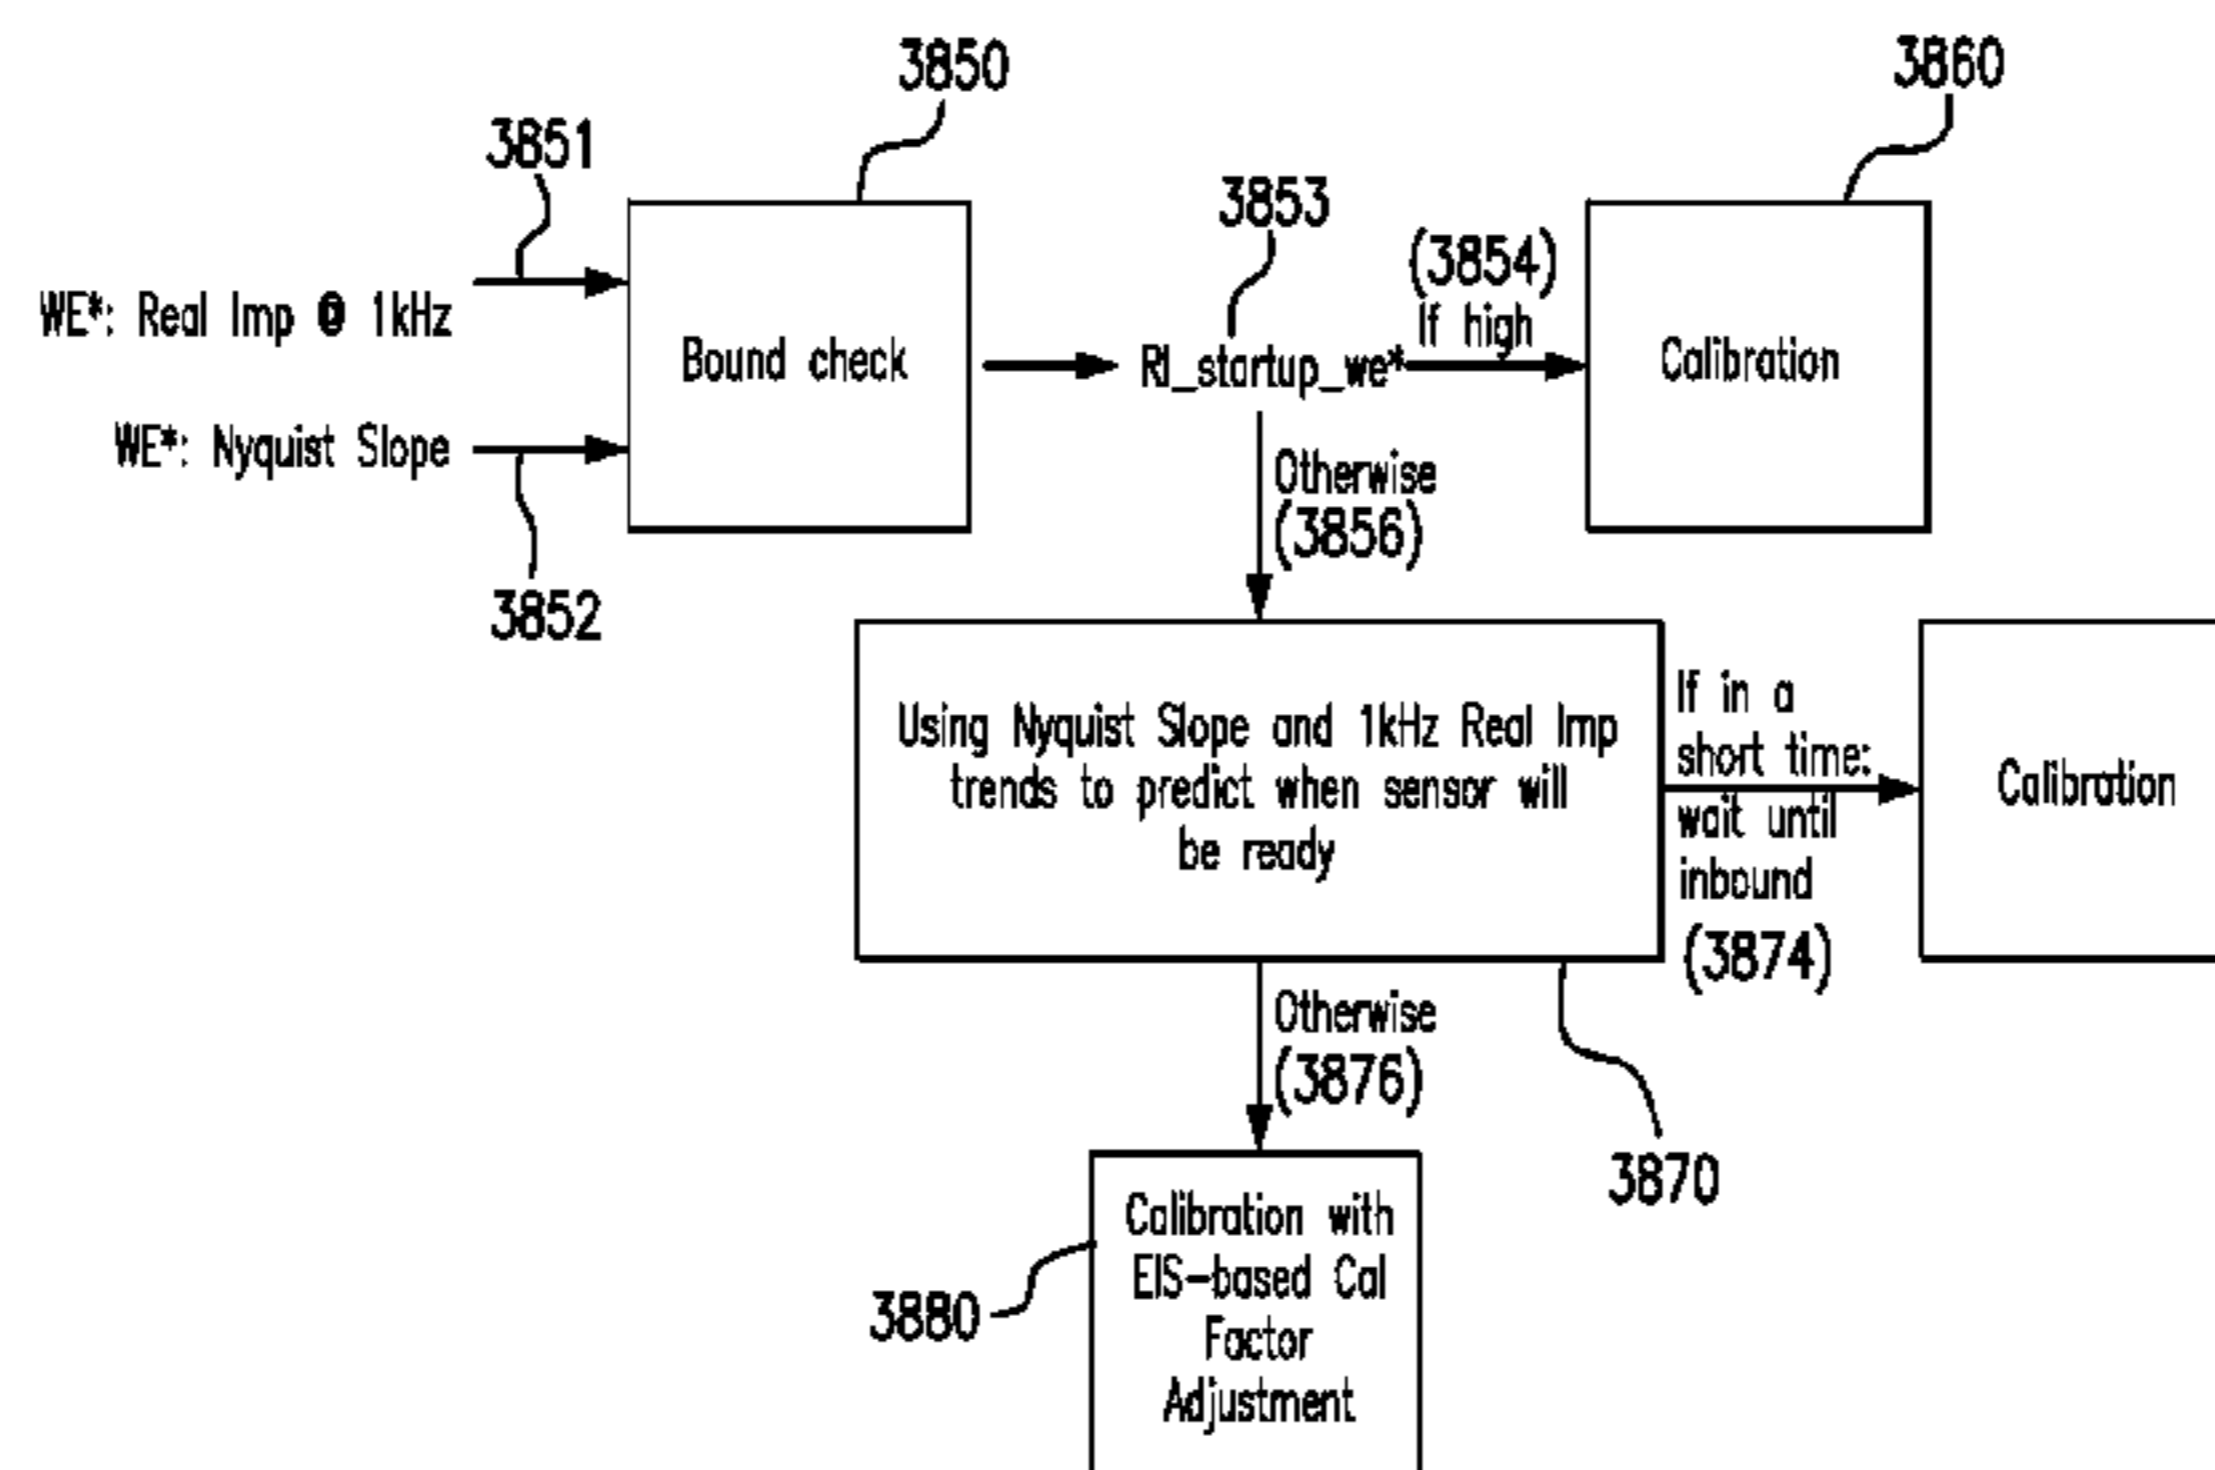 3850
3860
3851
3853
(3854)
If high
WE*: Real Imp @ 1kHz
Bound check
RI_startup_we*
Calibration
WE*: Nyquist Slope
Otherwise
(3856)
3852
Using Nyquist Slope and 1kHz Real Imp
trends to predict when sensor will
be ready
If in a
short time:
wait until
inbound
(3874)
Calibration
Otherwise
(3876)
3870
Calibration with
EIS-based Cal
Factor
Adjustment
3880